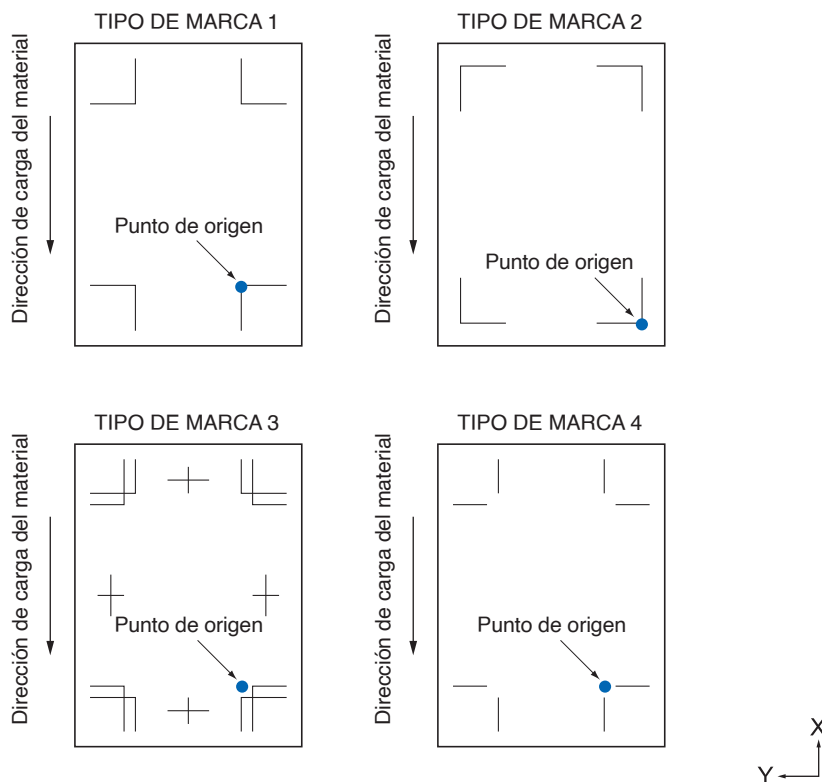 TIPO DE MARCA 1
Dirección de carga del material
Punto de origen
TIPO DE MARCA 2
Dirección de carga del material
Punto de origen
TIPO DE MARCA 3
Dirección de carga del material
Punto de origen
TIPO DE MARCA 4
Dirección de carga del material
Punto de origen
X
Y